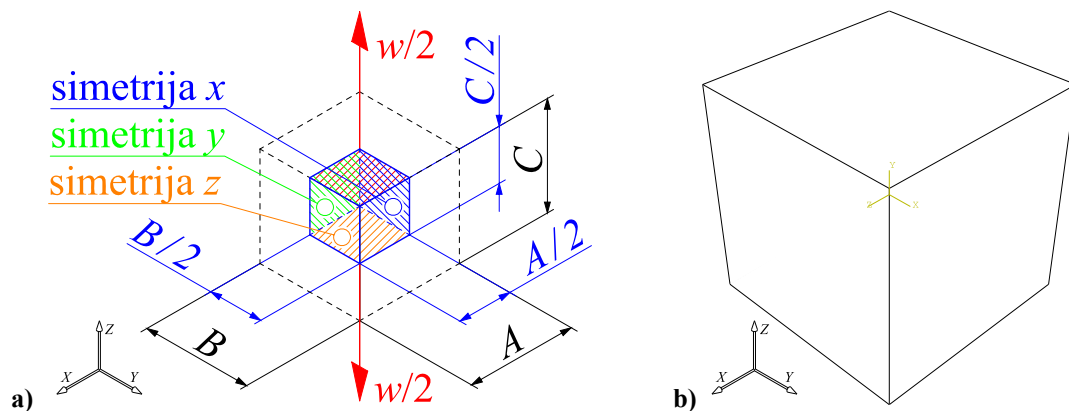 w/2
simetrija x
simetrija y
simetrija z
C/2
C
B/2
A/2
B
A
w/2
Z
X
Y
a)
Y
Z
X
Z
X
Y
b)